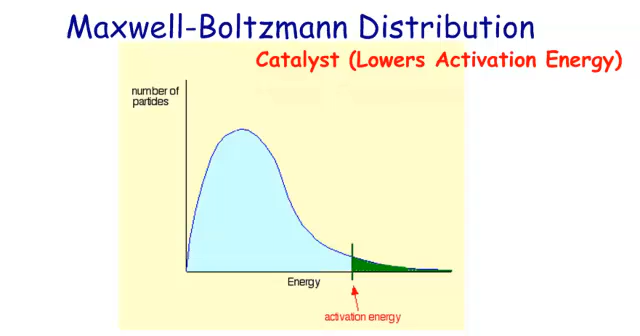 Maxwell-Boltzmann Distribution
Catalyst (Lowers Activation Energy)
number of
particles
Energy
activation energy